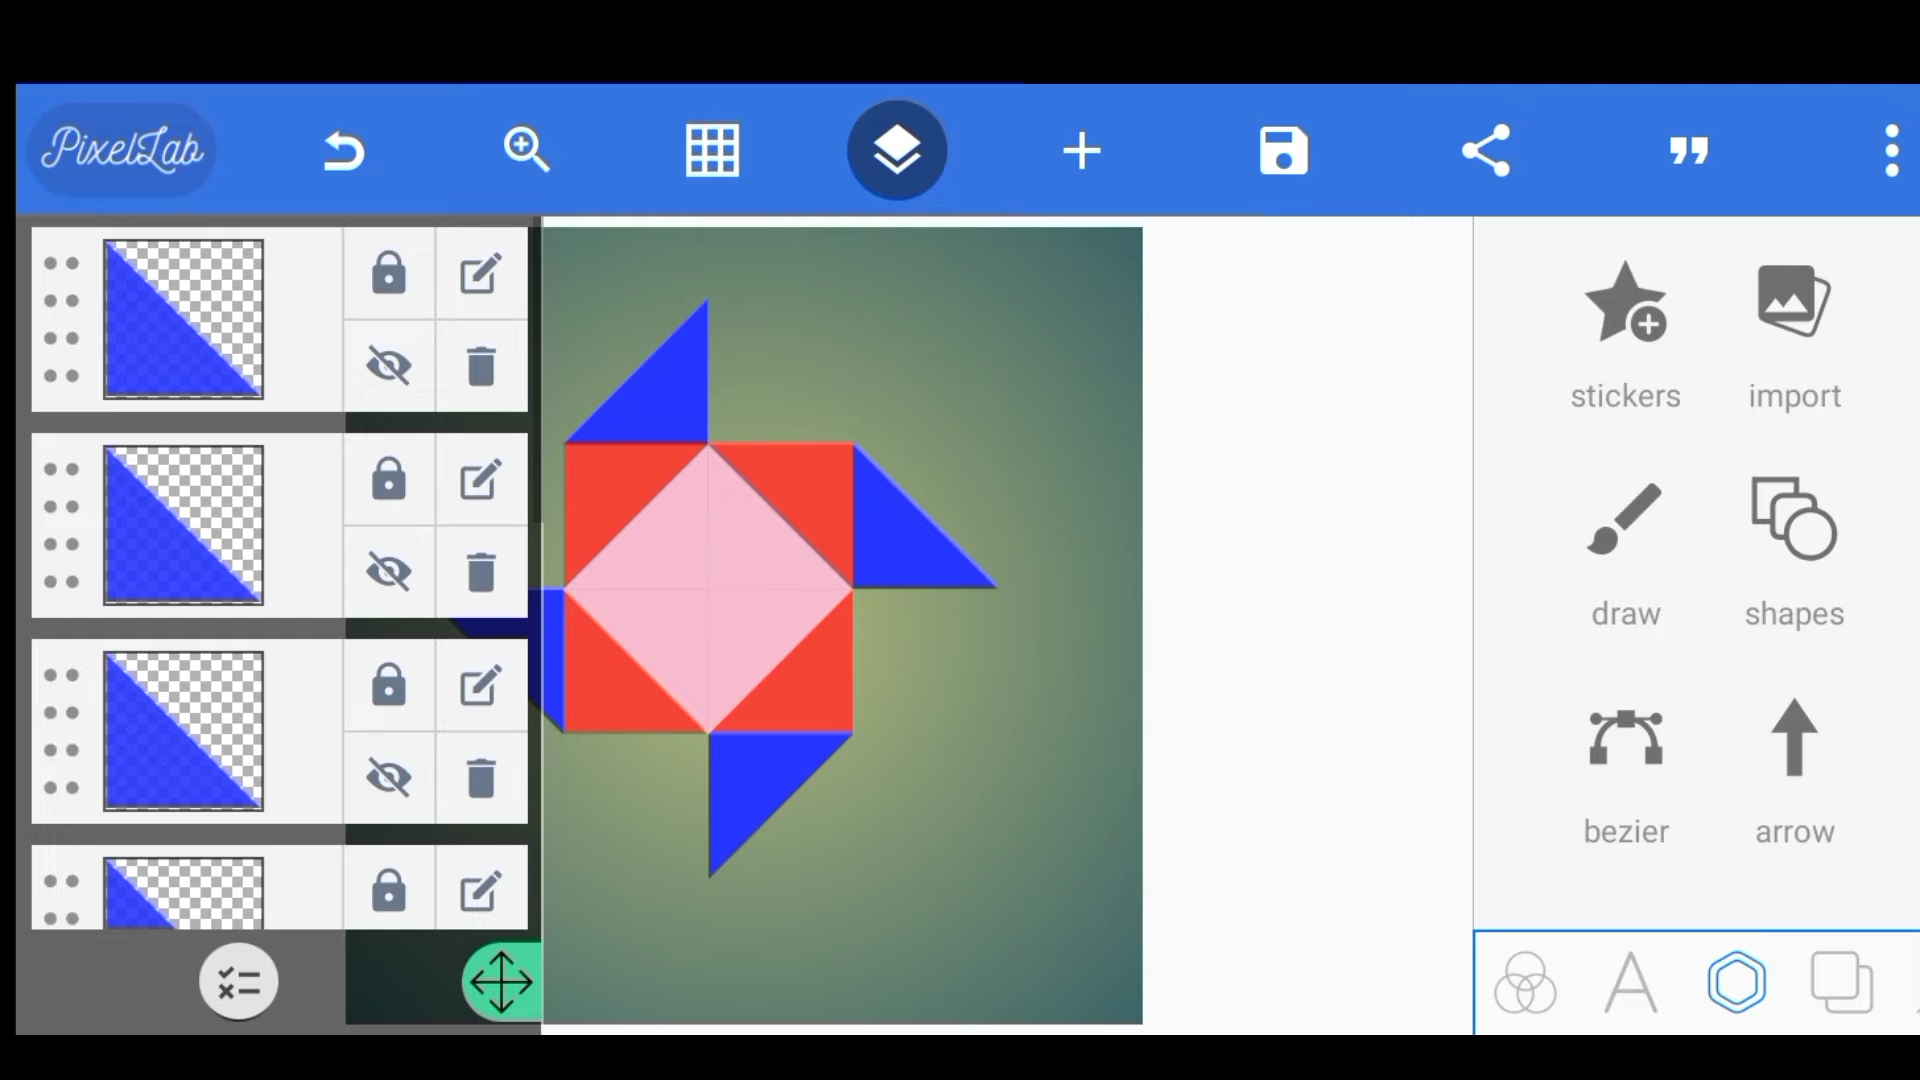 PixelLab
stickers
import
draw
shapes
bezier
arrow